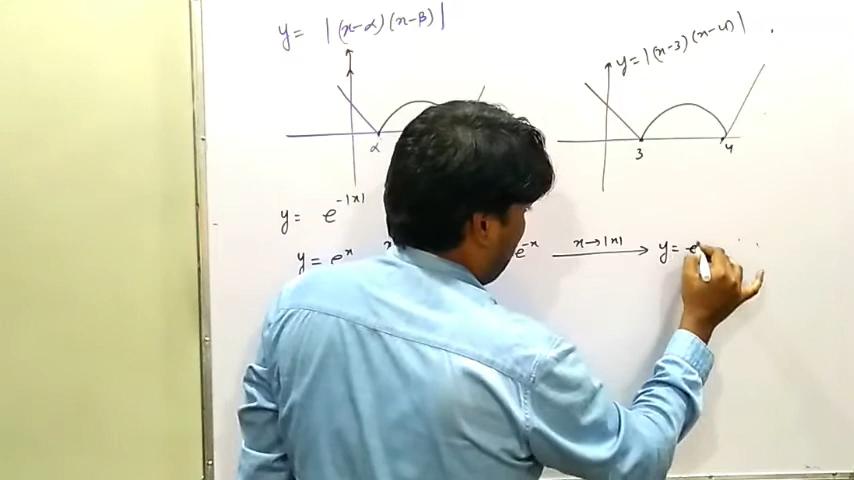 y = |(x-α)(x-β)|
y = |(x-3)(x-4)|
α
3 4
y = e^{-|x|}
y = e^x x e^{-x} x→|x| y = e